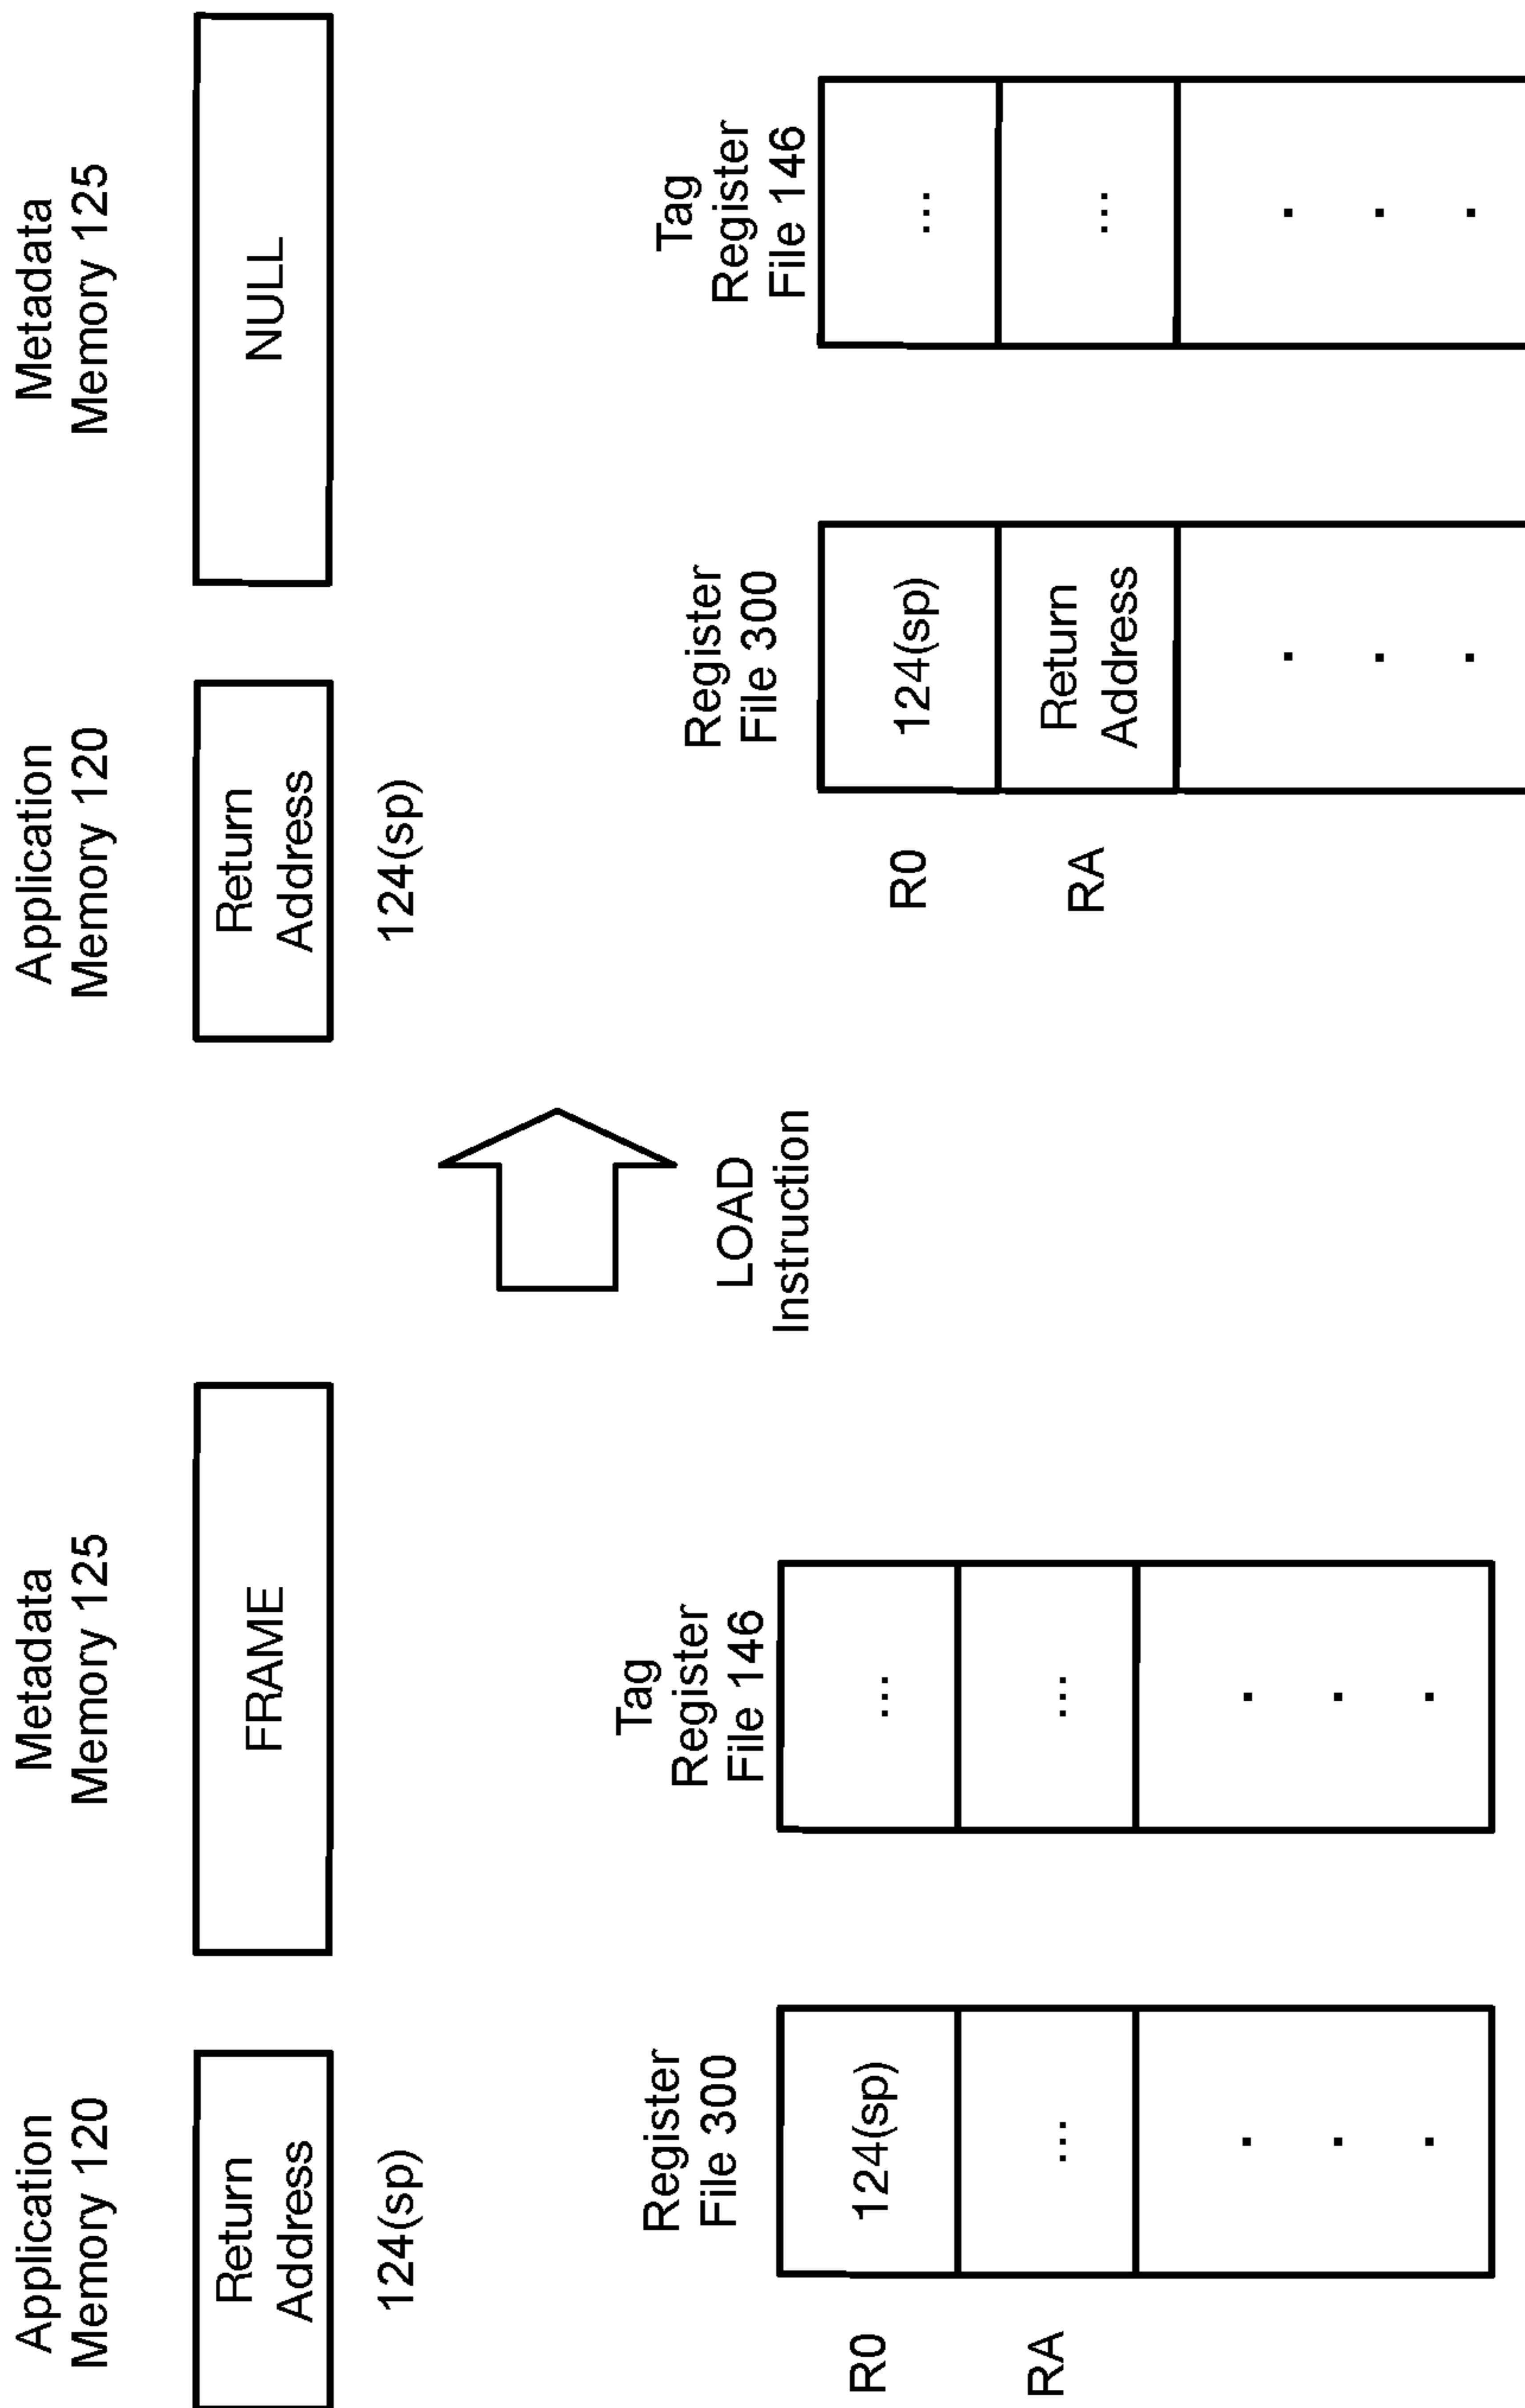 Application
Memory 120
Metadata
Memory 125
Return
Address
FRAME
124(sp)
Register
File 300
Tag
Register
File 146
R0
124(sp)
...
RA
...
...
.
.
.
.
.
.
LOAD
Instruction
Application
Memory 120
Metadata
Memory 125
Return
Address
NULL
124(sp)
Register
File 300
Tag
Register
File 146
R0
124(sp)
...
RA
Return
Address
...
.
.
.
.
.
.